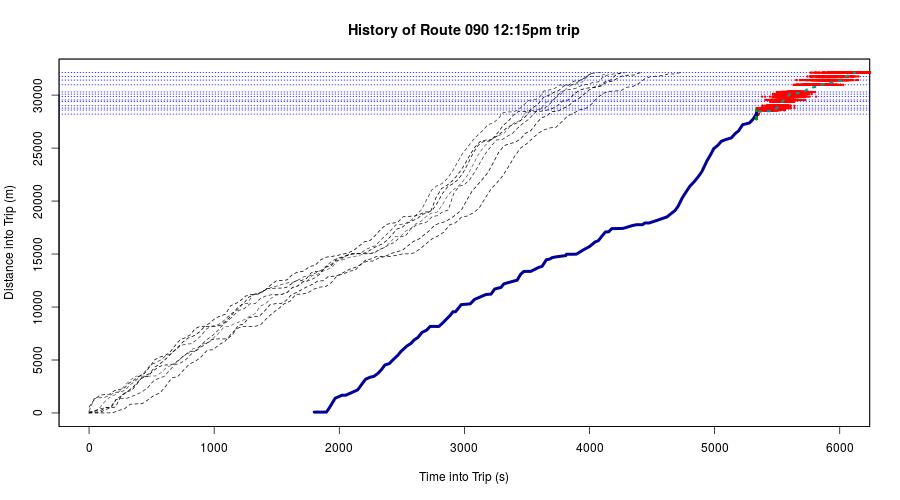 History of Route 090 12:15pm trip
Distance into Trip (m)
30000
25000
20000
15000
10000
5000
0
0 1000 2000 3000 4000 5000 6000
Time into Trip (s)